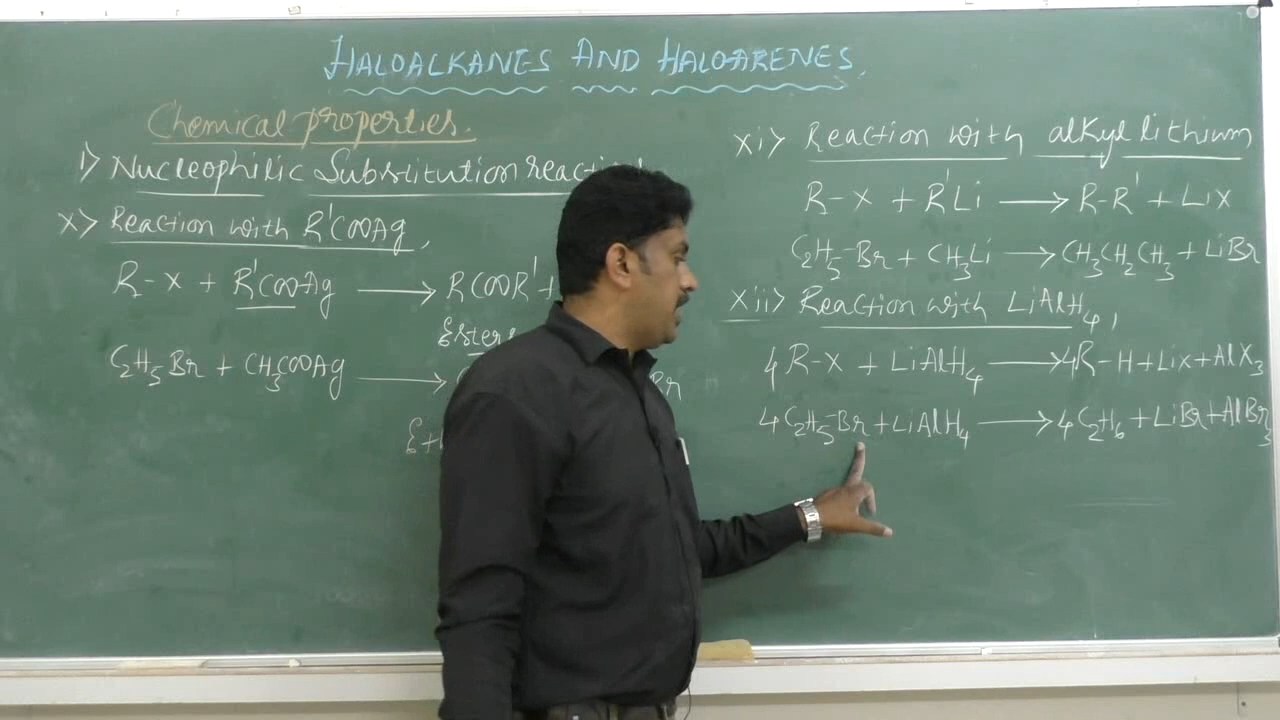 HALOALKANES AND HALOARENES.
Chemical properties.
1) Nucleophilic Substitution
X) Reaction with R'COOAg,
R-X + R'COOAg ⟶ RCOOR' +
Ester
C2H5Br + CH3COOAg ⟶
Br
xi) Reaction with alkyl lithium
R-X + R'Li ⟶ R-R' + LiX
C2H5-Br + CH3Li ⟶ CH3CH2CH3 + LiBr
Xii) Reaction with LiAlH4,
4R-X + LiAlH4 ⟶ 4R-H + LiX + AlX3
4C2H5-Br + LiAlH4 ⟶ 4C2H6 + LiBr + AlBr3